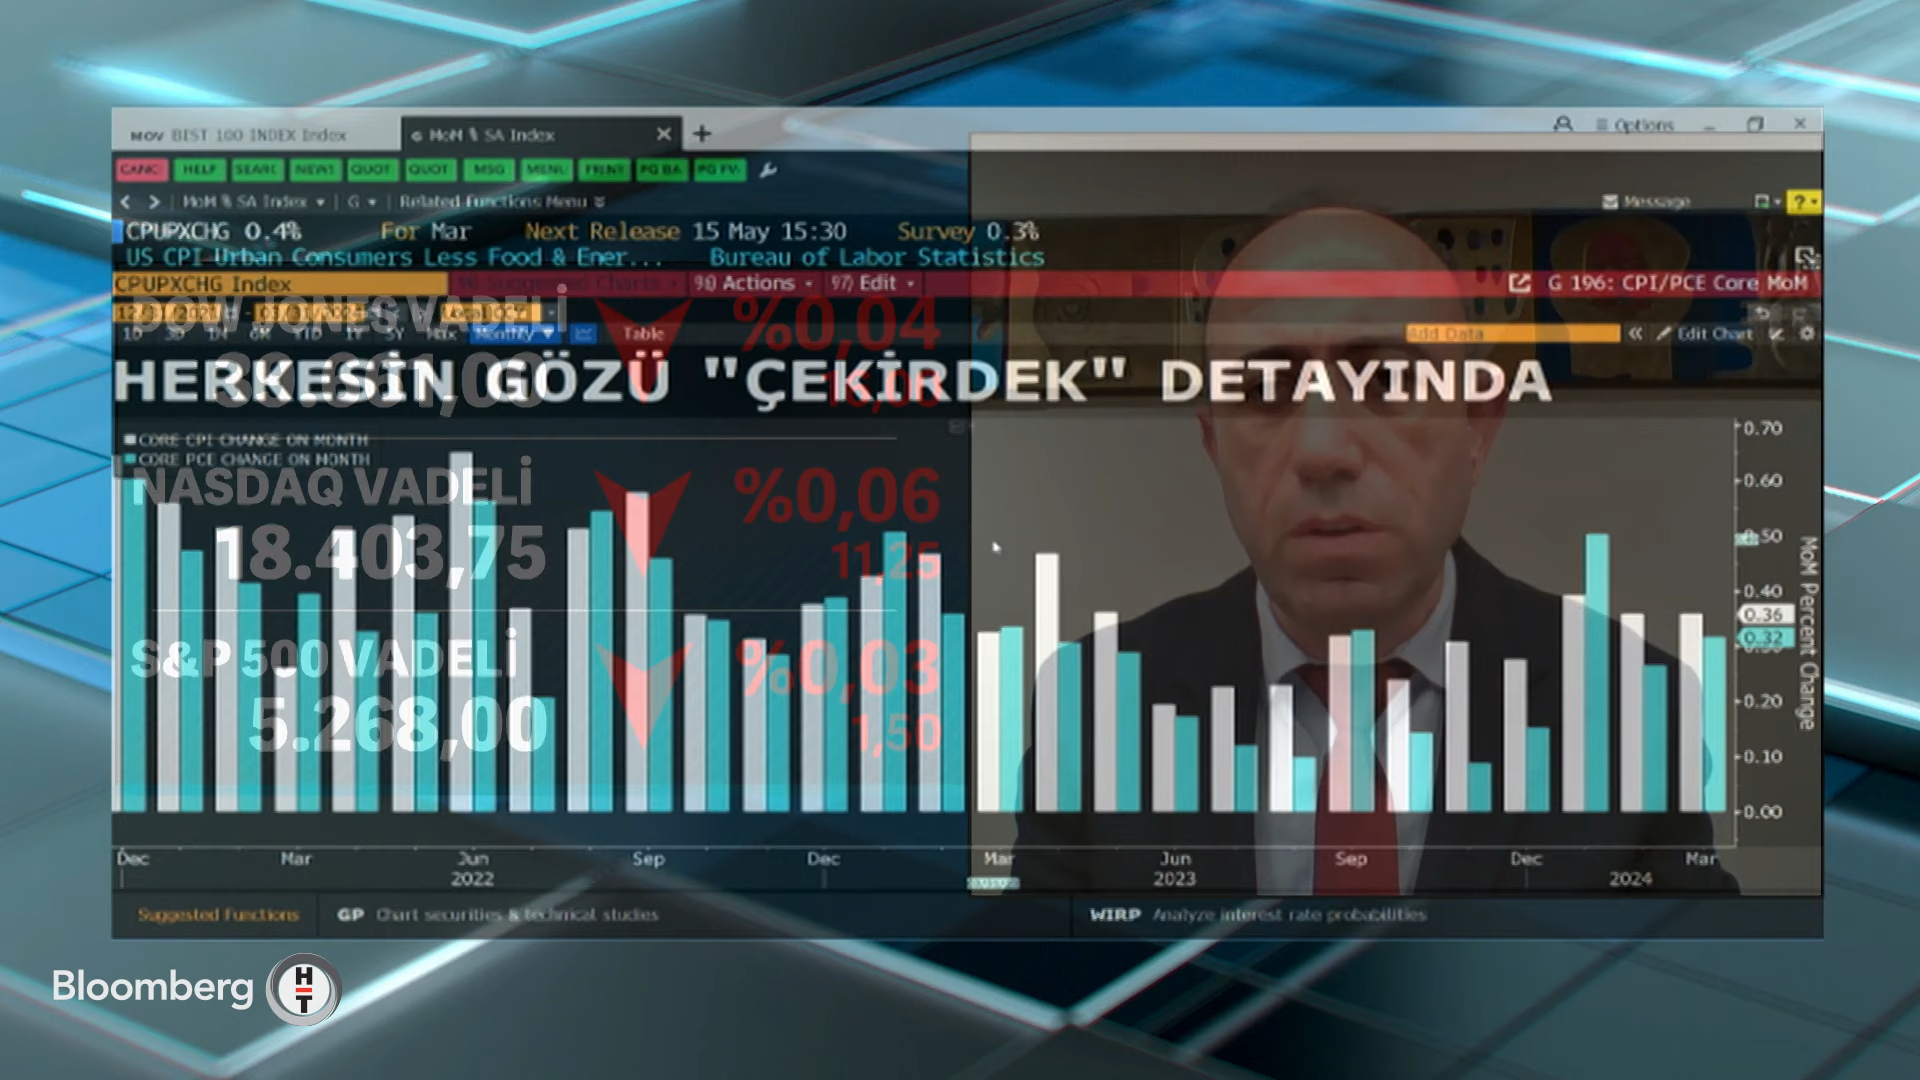 MOV BIST 100 INDEX Index
G MoM % SA Index
Options
CANC HELP SEARC NEWS QUOT QUOT MSG MENU PRINT PG BA PG FW
MoM % SA Index
G
Related Functions Menu
Message
?
CPUPXCHG 0.4% For Mar Next Release 15 May 15:30 Survey 0.3%
US CPI Urban Consumers Less Food & Ener... Bureau of Labor Statistics
CPUPXCHG Index
98) Actions
97) Edit
G 196: CPI/PCE Core MoM
1D 3D 1M 6M YTD 1Y 5Y Max Monthly Table
Add Data
Edit Chart
HERKESİN GÖZÜ "ÇEKİRDEK" DETAYINDA
DOW JONES VADELİ
%0,04
CORE CPI CHANGE ON MONTH
CORE PCE CHANGE ON MONTH
NASDAQ VADELİ
%0,06
18.403,75
11,25
S&P 500 VADELİ
%0,03
5.268,00
1,50
0.70
0.60
0.50
0.40
0.36
0.32
0.20
0.10
0.00
MoM Percent Change
Dec Mar Jun Sep Dec Mar Jun Sep Dec Mar
2022 2023 2024
Suggested Functions
GP Chart securities & technical studies
WIRP Analyze interest rate probabilities
Bloomberg HT